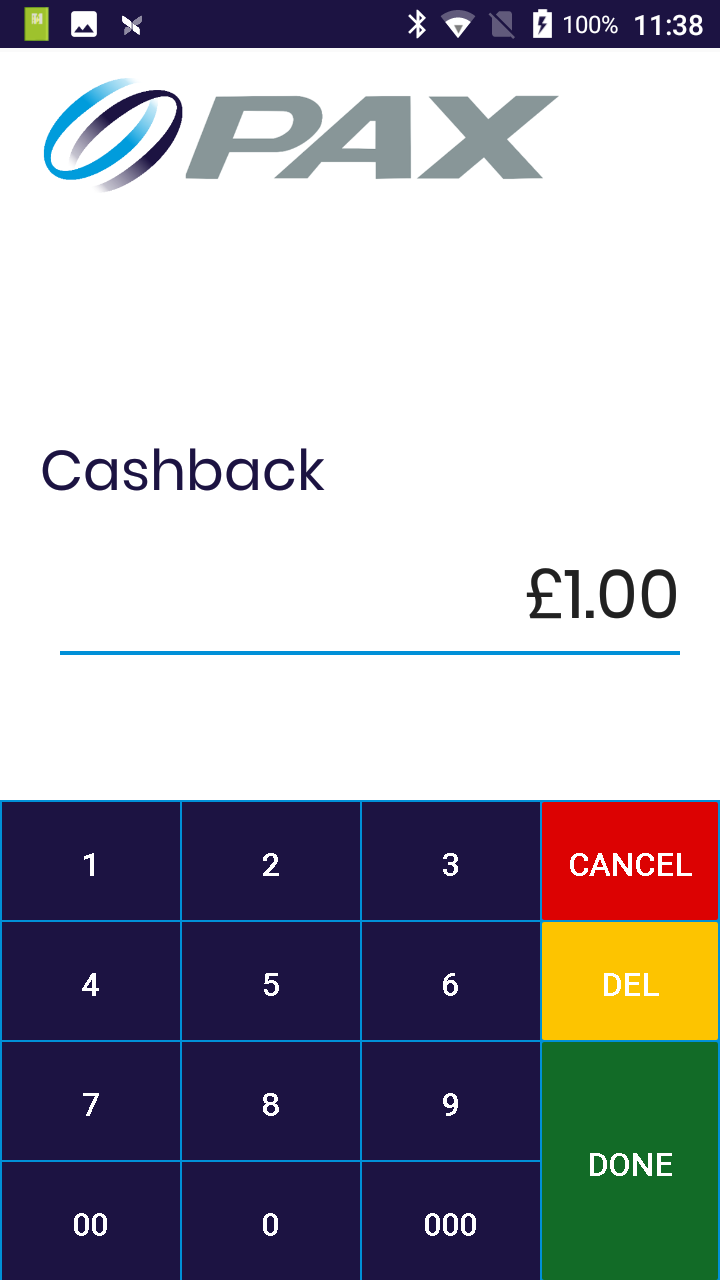 100% 11:38
PAX
Cashback
£1.00
1 2 3 CANCEL
4 5 6 DEL
7 8 9
DONE
00 0 000